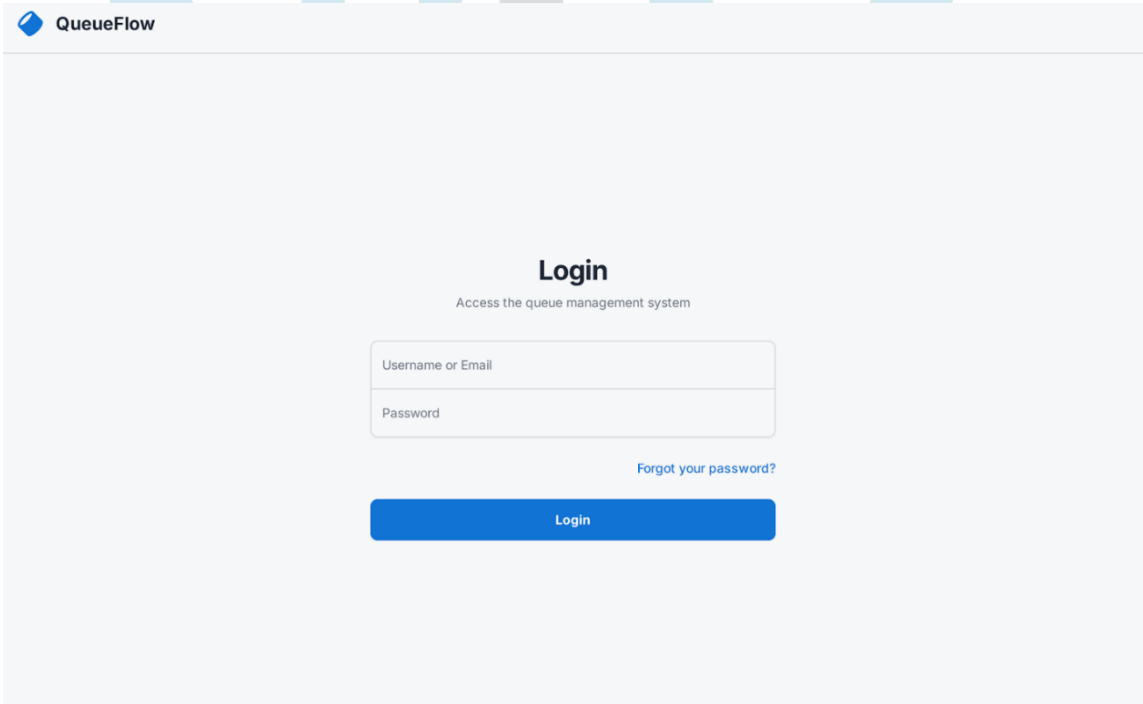 QueueFlow
Login
Access the queue management system
Username or Email
Password
Forgot your password?
Login